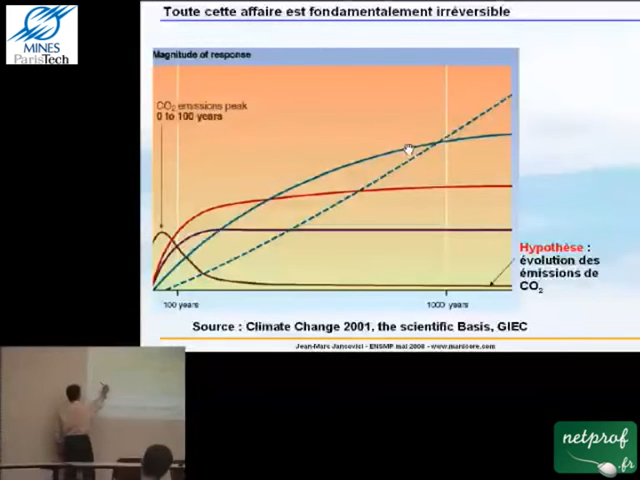 Toute cette affaire est fondamentalement irréversible
MINES
ParisTech
Magnitude of response
CO2 emissions peak
0 to 100 years
Hypothèse :
évolution des
émissions de
CO2
100 years
1000 years
Source : Climate Change 2001, the scientific Basis, GIEC
Jean-Marc Jancovici - ENSMP mai 2008 - www.manicore.com
netprof
.fr